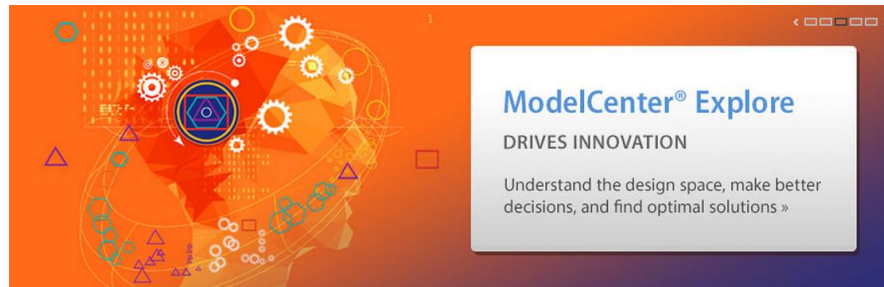 ModelCenter® Explore
DRIVES INNOVATION
Understand the design space, make better
decisions, and find optimal solutions »